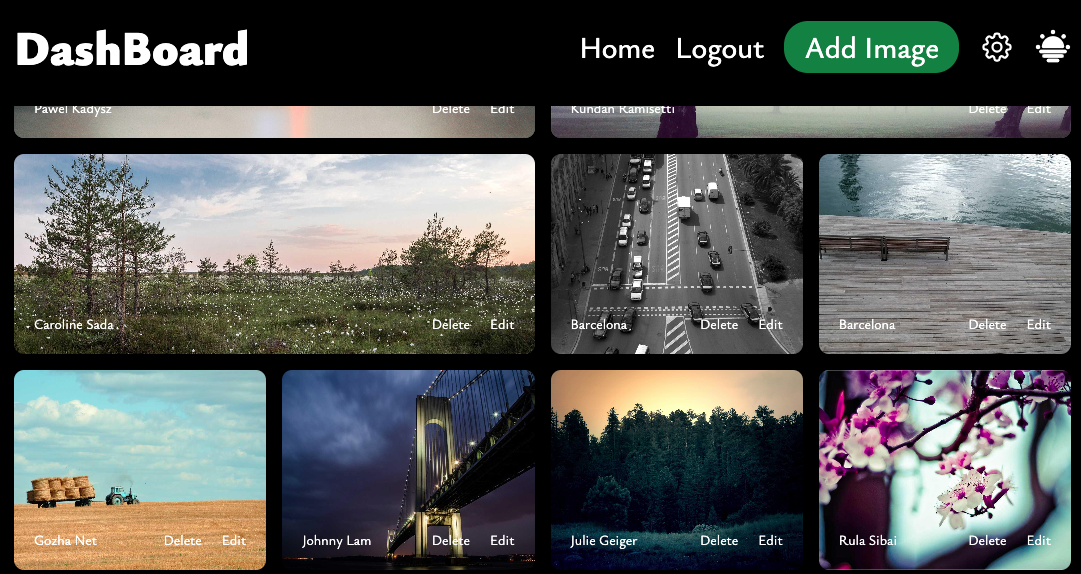 DashBoard
Home Logout Add Image
Pawel Kadysz Delete Edit
Kundan Ramisetti Delete Edit
Caroline Sada Delete Edit
Barcelona Delete Edit
Barcelona Delete Edit
Gozha Net Delete Edit
Johnny Lam Delete Edit
Julie Geiger Delete Edit
Rula Sibai Delete Edit